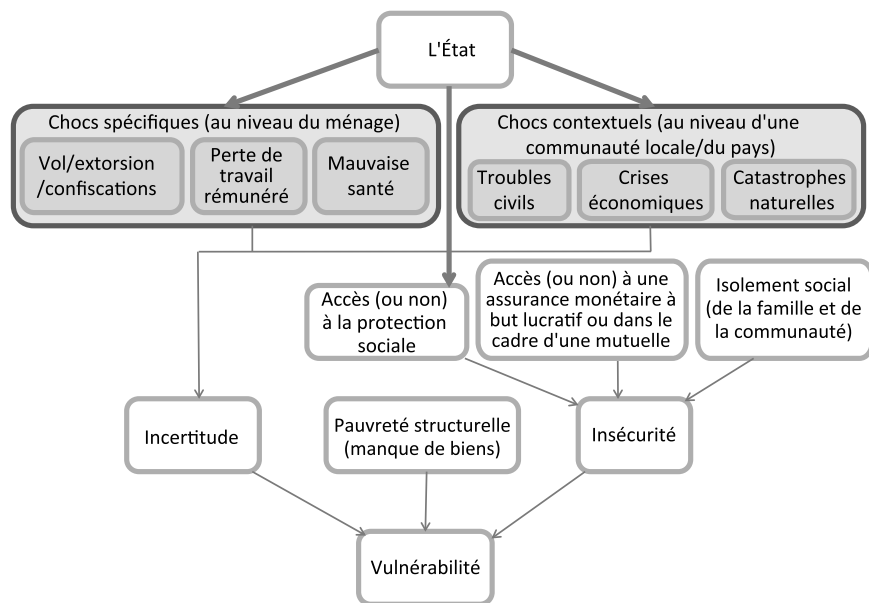 L'État
Chocs spécifiques (au niveau du ménage)
Vol/extorsion
/confiscations
Perte de
travail
rémunéré
Mauvaise
santé
Chocs contextuels (au niveau d'une
communauté locale/du pays)
Troubles
civils
Crises
économiques
Catastrophes
naturelles
Accès (ou non)
à la protection
sociale
Accès (ou non) à une
assurance monétaire à
but lucratif ou dans le
cadre d'une mutuelle
Isolement social
(de la famille et de
la communauté)
Incertitude
Pauvreté structurelle
(manque de biens)
Insécurité
Vulnérabilité